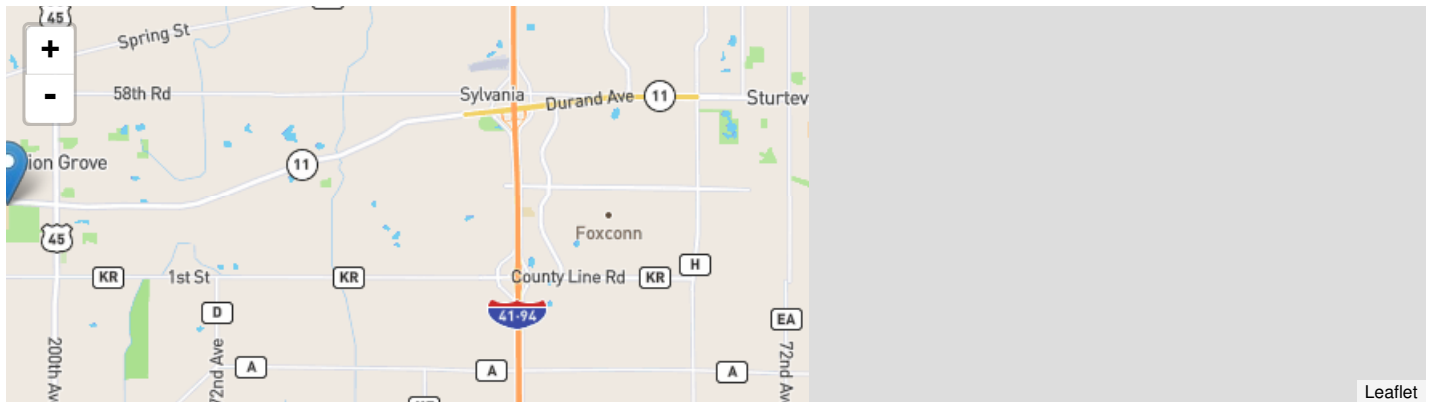 45
+
Spring St
-
58th Rd
Sylvania
Durand Ave
11
Sturtev
ion Grove
11
45
Foxconn
KR
1st St
KR
County Line Rd
KR
H
D
41-94
EA
200th Av
72nd Ave
A
A
A
72nd Av
Leaflet